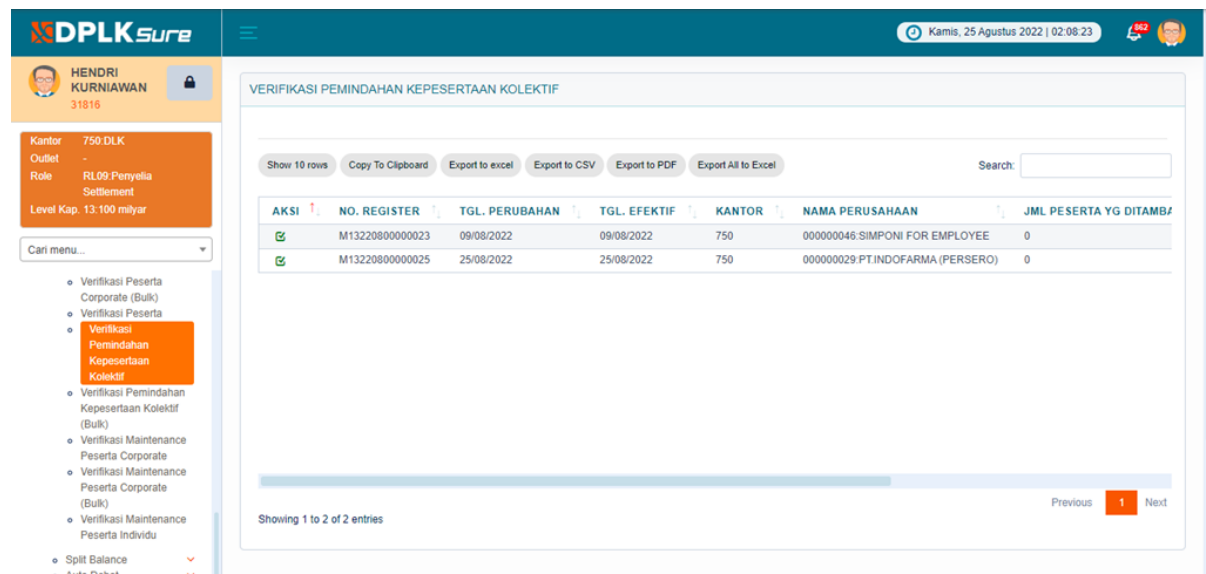 DPLKsure
Kamis, 25 Agustus 2022 | 02:08:23
862
HENDRI
KURNIAWAN
31816
Kantor 750:DLK
Outlet -
Role RL09:Penyelia
Settlement
Level Kap. 13:100 milyar
Cari menu...
Verifikasi Peserta
Corporate (Bulk)
Verifikasi Peserta
Verifikasi
Pemindahan
Kepesertaan
Kolektif
Verifikasi Pemindahan
Kepesertaan Kolektif
(Bulk)
Verifikasi Maintenance
Peserta Corporate
Verifikasi Maintenance
Peserta Corporate
(Bulk)
Verifikasi Maintenance
Peserta Individu
Split Balance
VERIFIKASI PEMINDAHAN KEPESERTAAN KOLEKTIF
Show 10 rows Copy To Clipboard Export to excel Export to CSV Export to PDF Export All to Excel Search:
AKSI NO. REGISTER TGL. PERUBAHAN TGL. EFEKTIF KANTOR NAMA PERUSAHAAN JML PESERTA YG DITAMBA
M13220800000023 09/08/2022 09/08/2022 750 000000046:SIMPONI FOR EMPLOYEE 0
M13220800000025 25/08/2022 25/08/2022 750 000000029:PT.INDOFARMA (PERSERO) 0
Previous 1 Next
Showing 1 to 2 of 2 entries